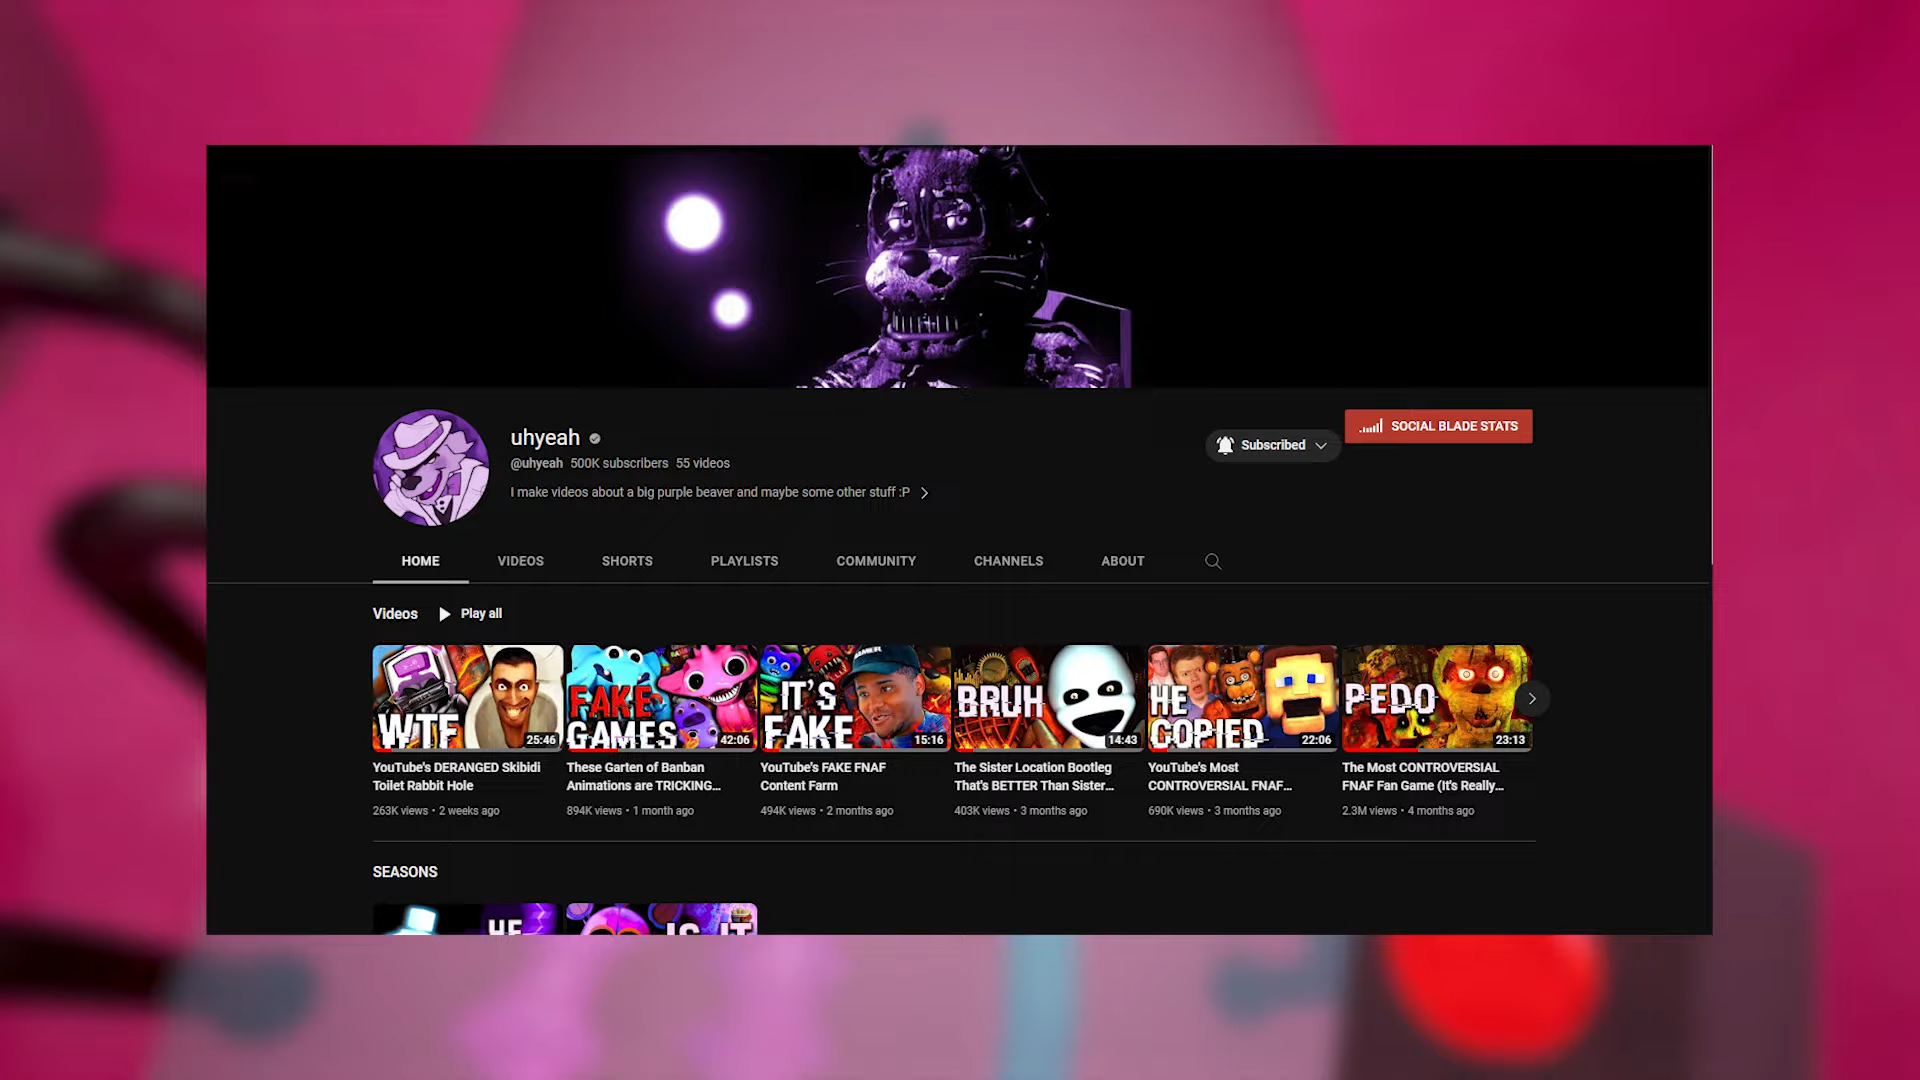 uhyeah
@uhyeah 500K subscribers 55 videos
I make videos about a big purple beaver and maybe some other stuff :P
Subscribed
SOCIAL BLADE STATS
HOME VIDEOS SHORTS PLAYLISTS COMMUNITY CHANNELS ABOUT
Videos Play all
WTF
25:46
FAKE
GAMES
42:06
GAMER
IT'S
FAKE
15:16
BRUH
14:43
HE
COPIED
22:06
PEDO
23:13
YouTube's DERANGED Skibidi
Toilet Rabbit Hole
263K views • 2 weeks ago
These Garten of Banban
Animations are TRICKING...
894K views • 1 month ago
YouTube's FAKE FNAF
Content Farm
494K views • 2 months ago
The Sister Location Bootleg
That's BETTER Than Sister...
403K views • 3 months ago
YouTube's Most
CONTROVERSIAL FNAF...
690K views • 3 months ago
The Most CONTROVERSIAL
FNAF Fan Game (It's Really...
2.3M views • 4 months ago
SEASONS
HE
IS IT